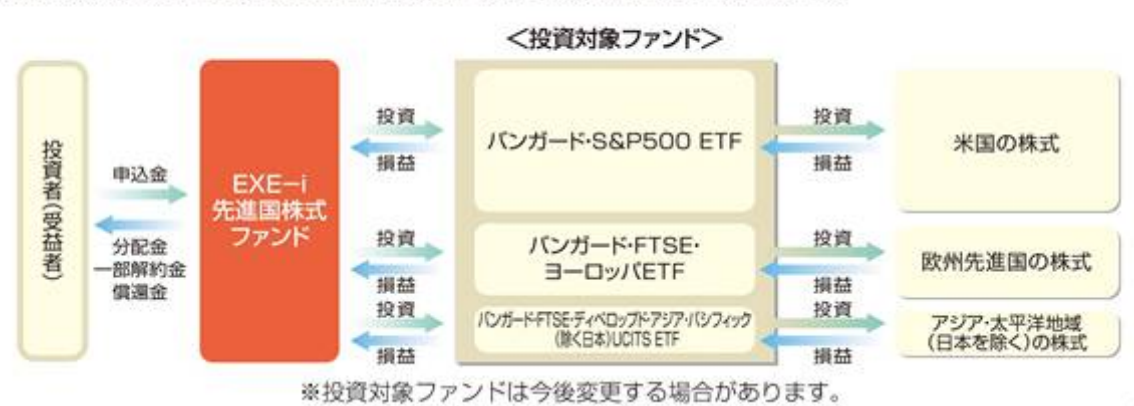 <投資対象ファンド>
投資者(受益者)
申込金
分配金
一部解約金
償還金
EXE-i
先進国株式
ファンド
投資
損益
バンガード・S&P500 ETF
投資
損益
米国の株式
投資
損益
バンガード・FTSE・
ヨーロッパETF
投資
損益
欧州先進国の株式
投資
損益
バンガード・FTSE・ディベロップド・アジア・パシフィック
(除く日本)UCITS ETF
投資
損益
アジア・太平洋地域
(日本を除く)の株式
※投資対象ファンドは今後変更する場合があります。